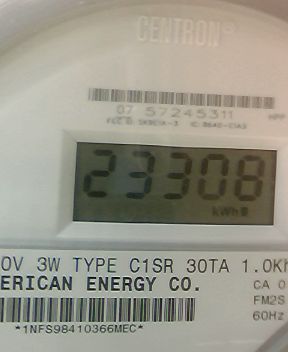 CENTRON
07 57245311
23308
kWh
0V 3W TYPE C1SR 30TA 1.0Kh
ERICAN ENERGY CO.
CA 0
FM2S
60Hz
*1NFS98410366MEC*